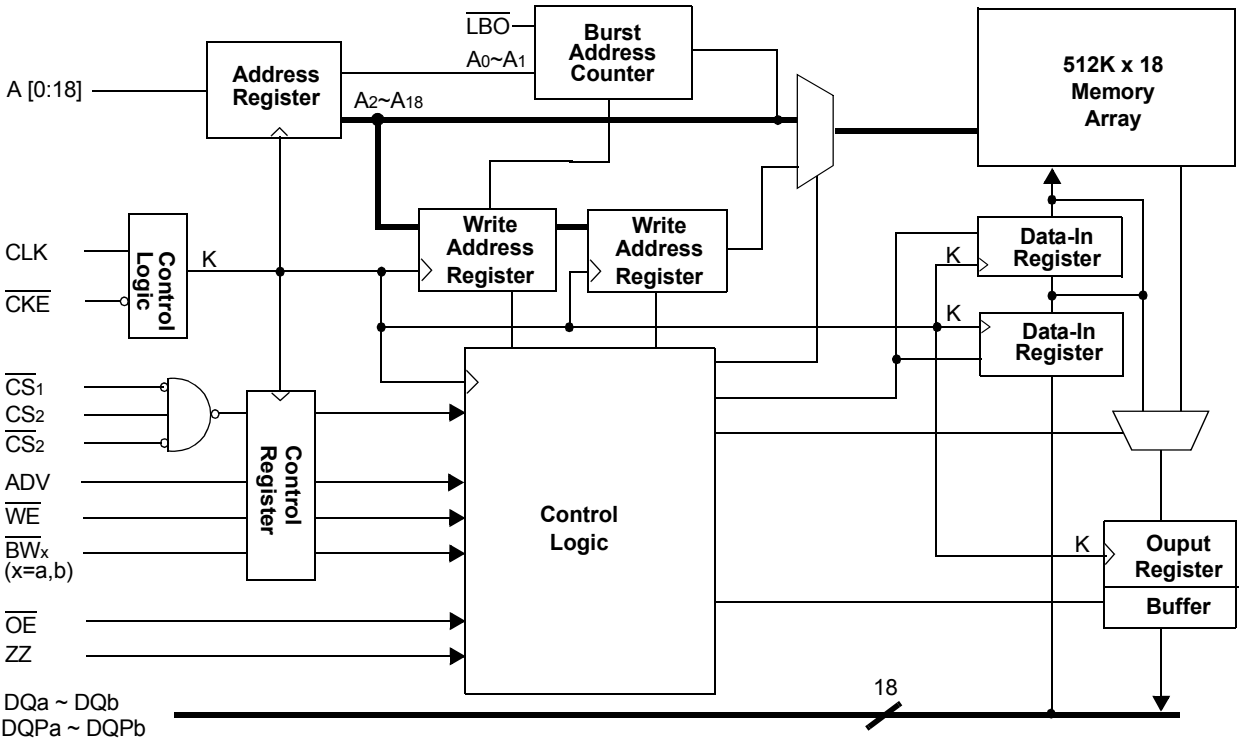 LBO
A0~A1
Burst
Address
Counter
512K x 18
Memory
Array
A [0:18]
Address
Register
A2~A18
CLK
CKE
Control
Logic
K
Write
Address
Register
Write
Address
Register
K
Data-In
Register
K
Data-In
Register
CS1
CS2
CS2
ADV
WE
BWx
(x=a,b)
OE
ZZ
Control
Register
Control
Logic
K
Ouput
Register
Buffer
DQa ~ DQb
DQPa ~ DQPb
18